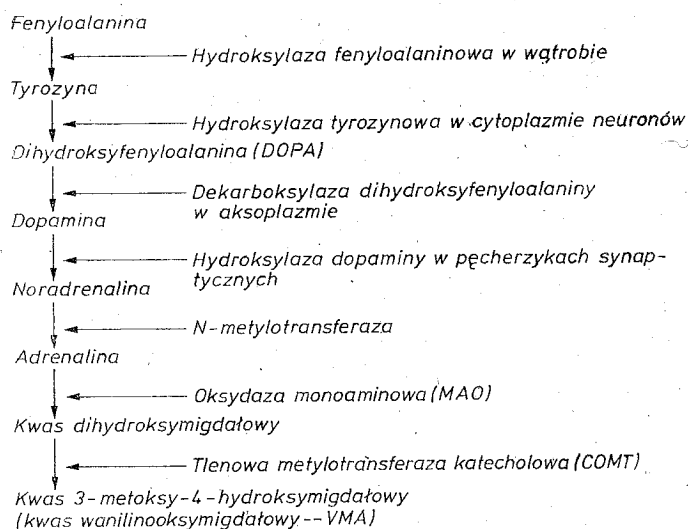 Fenyloalanina
Hydroksylaza fenyloalaninowa w wątrobie
Tyrozyna
Hydroksylaza tyrozynowa w cytoplazmie neuronów
Dihydroksyfenyloalanina (DOPA)
Dekarboksylaza dihydroksyfenyloalaniny
w aksoplazmie
Dopamina
Hydroksylaza dopaminy w pęcherzykach synap-
tycznych
Noradrenalina
N-metylotransferaza
Adrenalina
Oksydaza monoaminowa (MAO)
Kwas dihydroksymigdałowy
Tlenowa metylotransferaza katecholowa (COMT)
Kwas 3-metoksy-4-hydroksymigdałowy
(kwas wanilinooksymigdałowy -- VMA)